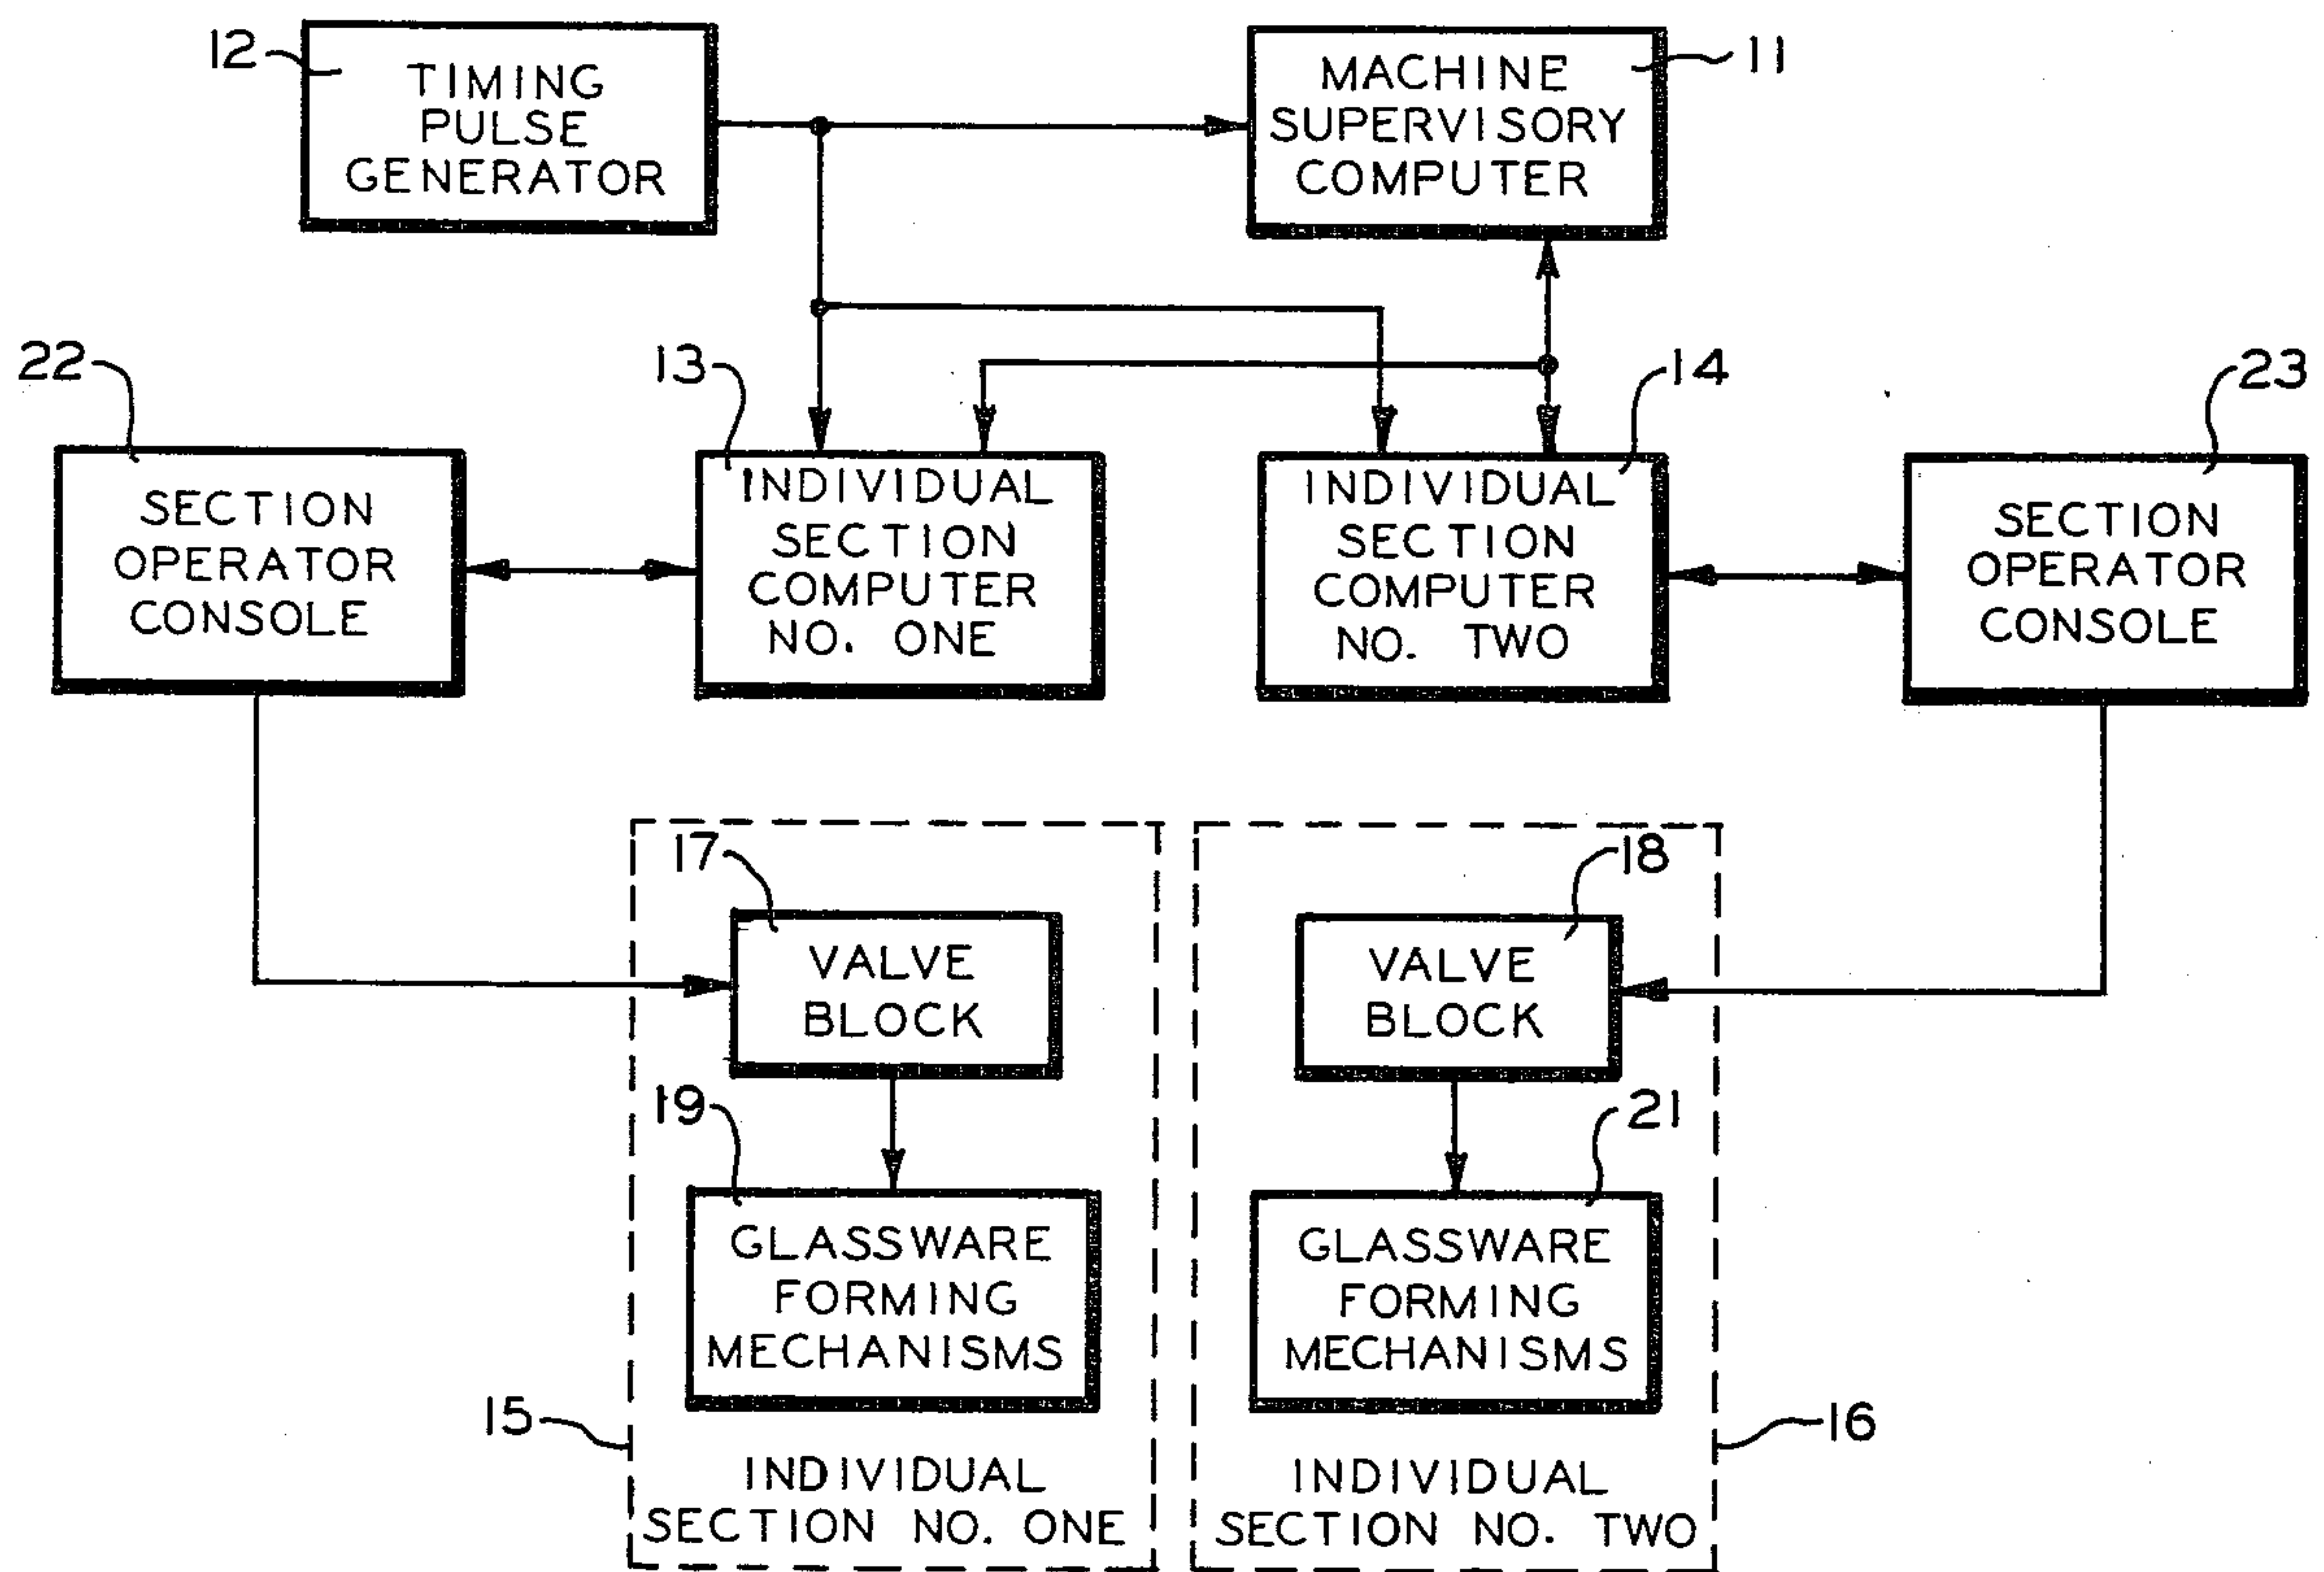 12
TIMING
PULSE
GENERATOR
MACHINE
SUPERVISORY
COMPUTER
11
22
SECTION
OPERATOR
CONSOLE
13
INDIVIDUAL
SECTION
COMPUTER
NO. ONE
14
INDIVIDUAL
SECTION
COMPUTER
NO. TWO
23
SECTION
OPERATOR
CONSOLE
17
VALVE
BLOCK
19
GLASSWARE
FORMING
MECHANISMS
15
INDIVIDUAL
SECTION NO. ONE
18
VALVE
BLOCK
21
GLASSWARE
FORMING
MECHANISMS
16
INDIVIDUAL
SECTION NO. TWO